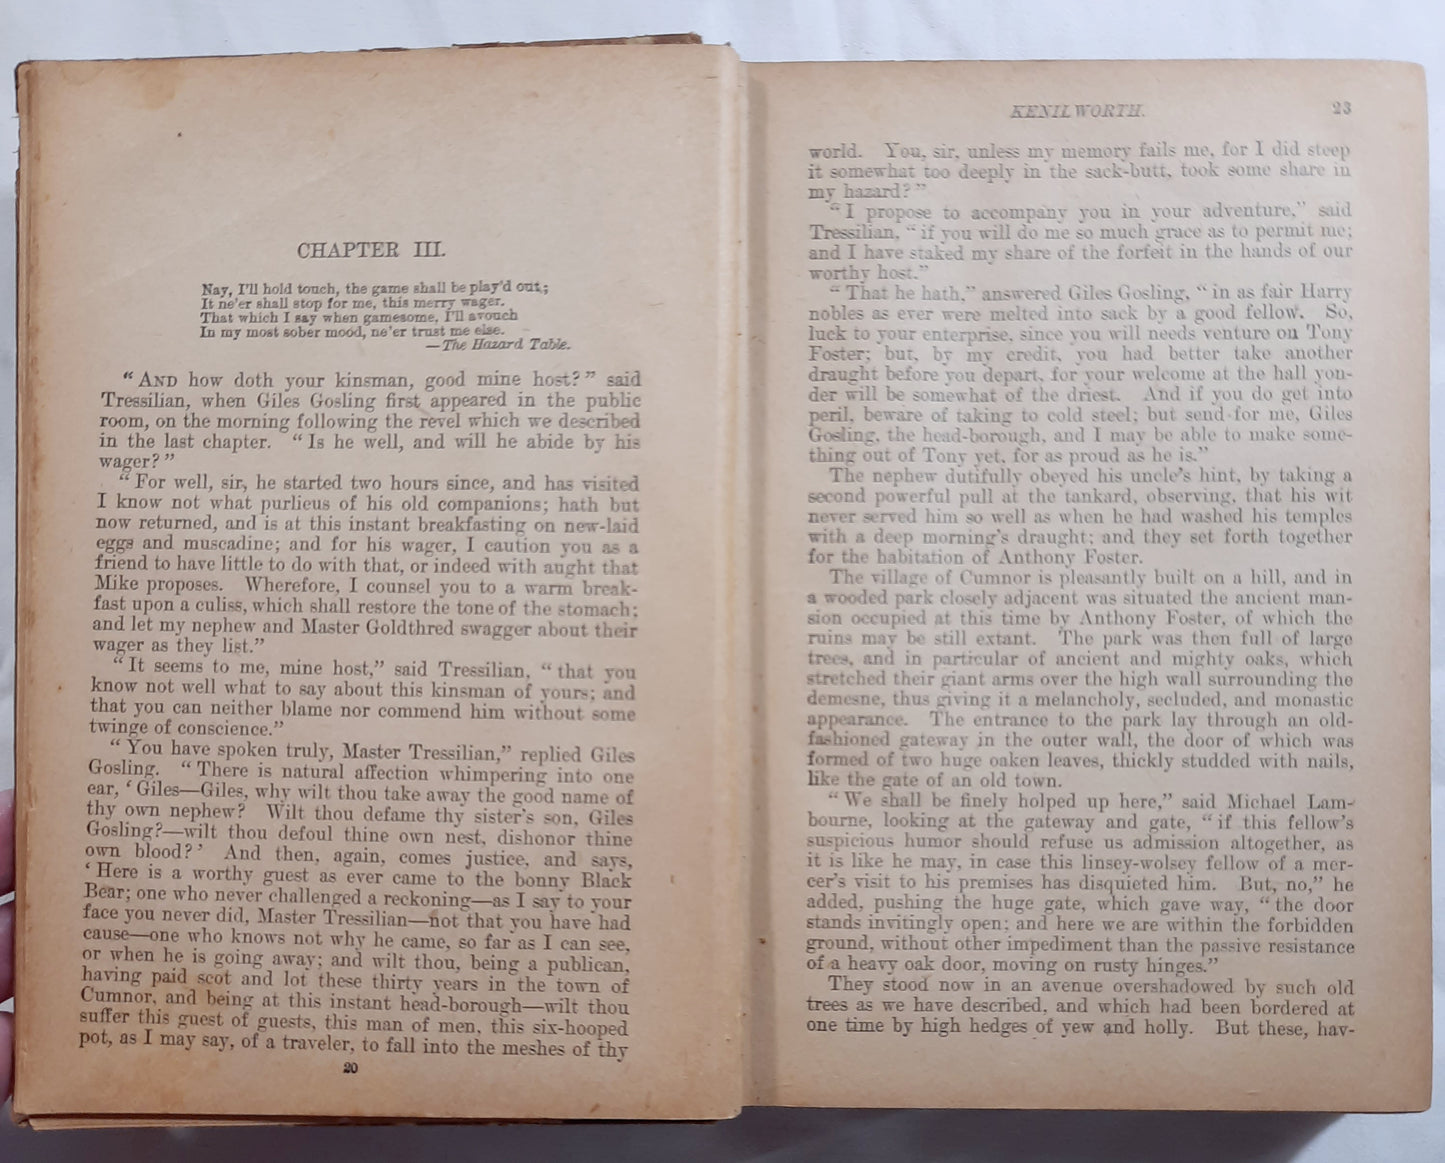 CHAPTER III.
Nay, I'll hold touch, the game shall be play'd out;
It ne'er shall stop for me, this merry wager.
That which I say when gamesome, I'll avouch
In my most sober mood, ne'er trust me else.
—The Hazard Table.
“AND how doth your kinsman, good mine host?” said
Tressilian, when Giles Gosling first appeared in the public
room, on the morning following the revel which we described
in the last chapter. “Is he well, and will he abide by his
wager?”
“For well, sir, he started two hours since, and has visited
I know not what purlieus of his old companions; hath but
now returned, and is at this instant breakfasting on new-laid
eggs and muscadine; and for his wager, I caution you as a
friend to have little to do with that, or indeed with aught that
Mike proposes. Wherefore, I counsel you to a warm break-
fast upon a culiss, which shall restore the tone of the stomach;
and let my nephew and Master Goldthred swagger about their
wager as they list.”
“It seems to me, mine host,” said Tressilian, “that you
know not well what to say about this kinsman of yours; and
that you can neither blame nor commend him without some
twinge of conscience.”
“You have spoken truly, Master Tressilian,” replied Giles
Gosling. “There is natural affection whimpering into one
ear, ‘Giles—Giles, why wilt thou take away the good name of
thy own nephew? Wilt thou defame thy sister's son, Giles
Gosling?—wilt thou defoul thine own nest, dishonor thine
own blood?’ And then, again, comes justice, and says,
‘Here is a worthy guest as ever came to the bonny Black
Bear; one who never challenged a reckoning—as I say to your
face you never did, Master Tressilian—not that you have had
cause—one who knows not why he came, so far as I can see,
or when he is going away; and wilt thou, being a publican,
having paid scot and lot these thirty years in the town of
Cumnor, and being at this instant head-borough—wilt thou
suffer this guest of guests, this man of men, this six-hooped
pot, as I may say, of a traveler, to fall into the meshes of thy
20
KENILWORTH. 23
world. You, sir, unless my memory fails me, for I did steep
it somewhat too deeply in the sack-butt, took some share in
my hazard?”
“I propose to accompany you in your adventure,” said
Tressilian, “if you will do me so much grace as to permit me;
and I have staked my share of the forfeit in the hands of our
worthy host.”
“That he hath,” answered Giles Gosling, “in as fair Harry
nobles as ever were melted into sack by a good fellow. So,
luck to your enterprise, since you will needs venture on Tony
Foster; but, by my credit, you had better take another
draught before you depart, for your welcome at the hall yon-
der will be somewhat of the driest. And if you do get into
peril, beware of taking to cold steel; but send for me, Giles
Gosling, the head-borough, and I may be able to make some-
thing out of Tony yet, for as proud as he is.”
The nephew dutifully obeyed his uncle's hint, by taking a
second powerful pull at the tankard, observing, that his wit
never served him so well as when he had washed his temples
with a deep morning's draught; and they set forth together
for the habitation of Anthony Foster.
The village of Cumnor is pleasantly built on a hill, and in
a wooded park closely adjacent was situated the ancient man-
sion occupied at this time by Anthony Foster, of which the
ruins may be still extant. The park was then full of large
trees, and in particular of ancient and mighty oaks, which
stretched their giant arms over the high wall surrounding the
demesne, thus giving it a melancholy, secluded, and monastic
appearance. The entrance to the park lay through an old-
fashioned gateway in the outer wall, the door of which was
formed of two huge oaken leaves, thickly studded with nails,
like the gate of an old town.
“We shall be finely holped up here,” said Michael Lam-
bourne, looking at the gateway and gate, “if this fellow's
suspicious humor should refuse us admission altogether, as
it is like he may, in case this linsey-wolsey fellow of a mer-
cer's visit to his premises has disquieted him. But, no,” he
added, pushing the huge gate, which gave way, “the door
stands invitingly open; and here we are within the forbidden
ground, without other impediment than the passive resistance
of a heavy oak door, moving on rusty hinges.”
They stood now in an avenue overshadowed by such old
trees as we have described, and which had been bordered at
one time by high hedges of yew and holly. But these, hav-